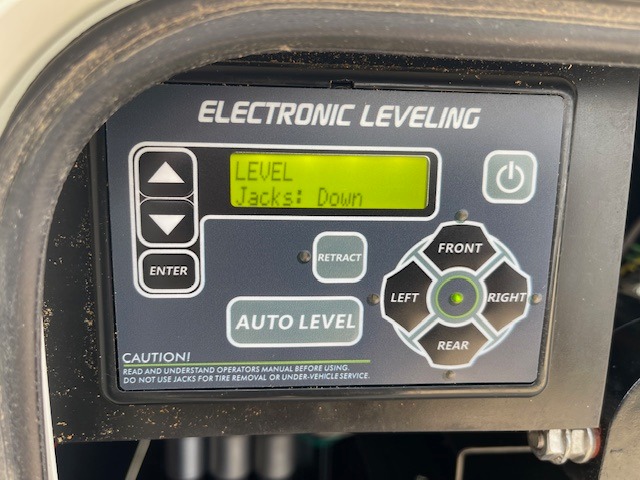 ELECTRONIC LEVELING
LEVEL
Jacks: Down
ENTER
RETRACT
AUTO LEVEL
FRONT
LEFT
RIGHT
REAR
CAUTION!
READ AND UNDERSTAND OPERATORS MANUAL BEFORE USING.
DO NOT USE JACKS FOR TIRE REMOVAL OR UNDER-VEHICLE SERVICE.